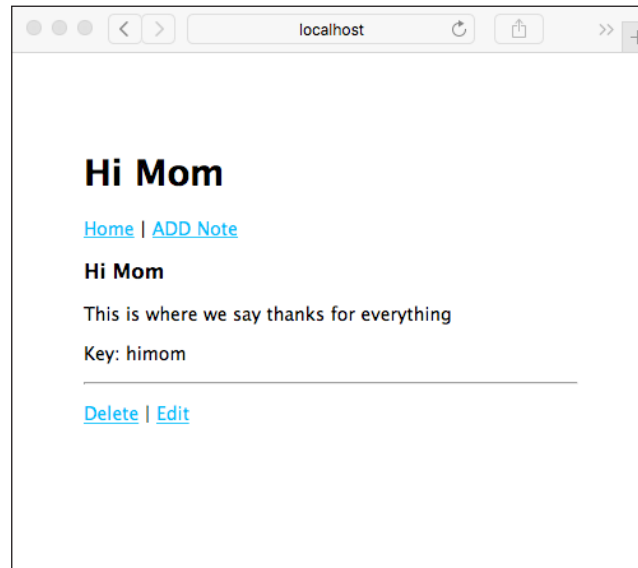 localhost
Hi Mom
Home | ADD Note
Hi Mom
This is where we say thanks for everything
Key: himom
Delete | Edit